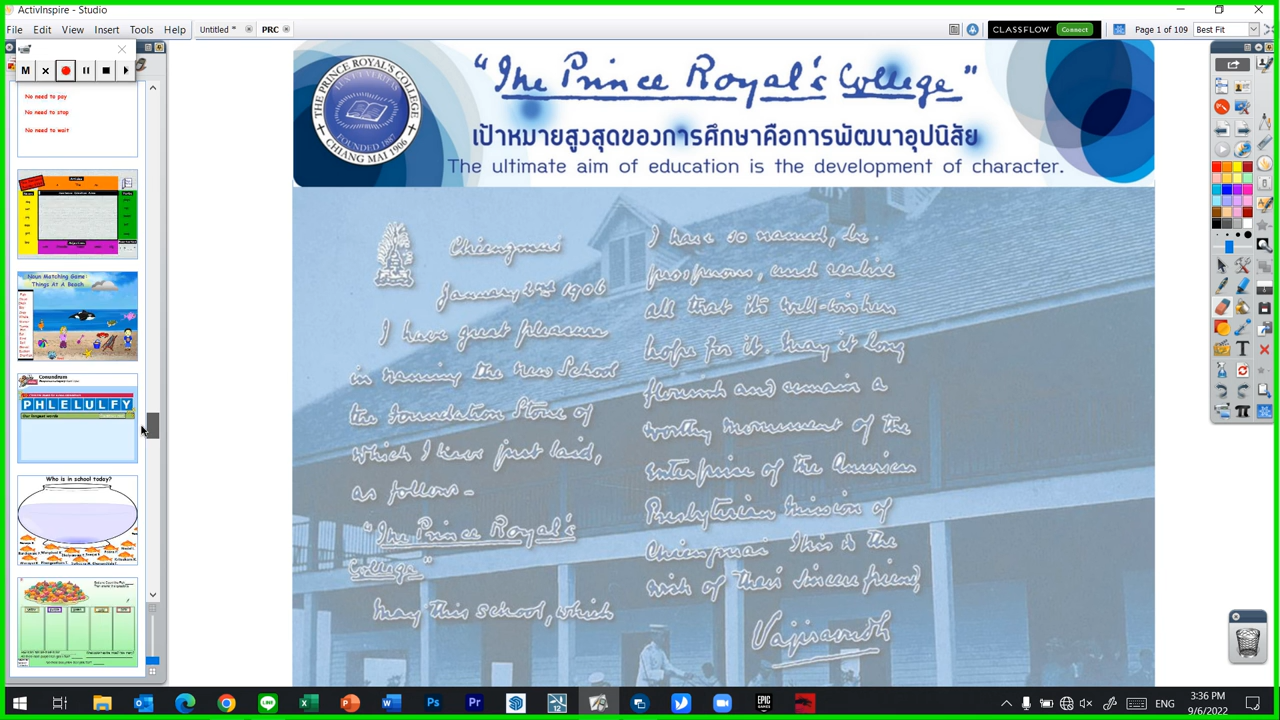 ActivInspire - Studio
File Edit View Insert Tools Help
Untitled *
PRC
CLASSFLOW Connect
Page 1 of 109
Best Fit
M
No need to pay
No need to stop
No need to wait
Noun Matching Game:
Things At A Beach
Conundrum
PHLELULFY
Who is in school today?
THE PRINCE ROYAL'S COLLEGE
FOUNDED 1887
CHIANG MAI 1906
"The Prince Royal's College"
เป้าหมายสูงสุดของการศึกษาคือการพัฒนาอุปนิสัย
The ultimate aim of education is the development of character.
Chiengmai
January, 2nd 1906
I have great pleasure
in naming the new School
the Foundation Stone of
which I have just laid,
as follows -
"The Prince Royal's
College"
May this school, which
I have so named, be
prosperous, and realise
all that its well-wishers
hope for it. May it long
flourish and remain a
worthy monument of the
enterprise of the American
Presbyterian Mission of
Chiengmai This is the
wish of their sincere friend
Vajiravudh
ENG
3:36 PM
9/6/2022